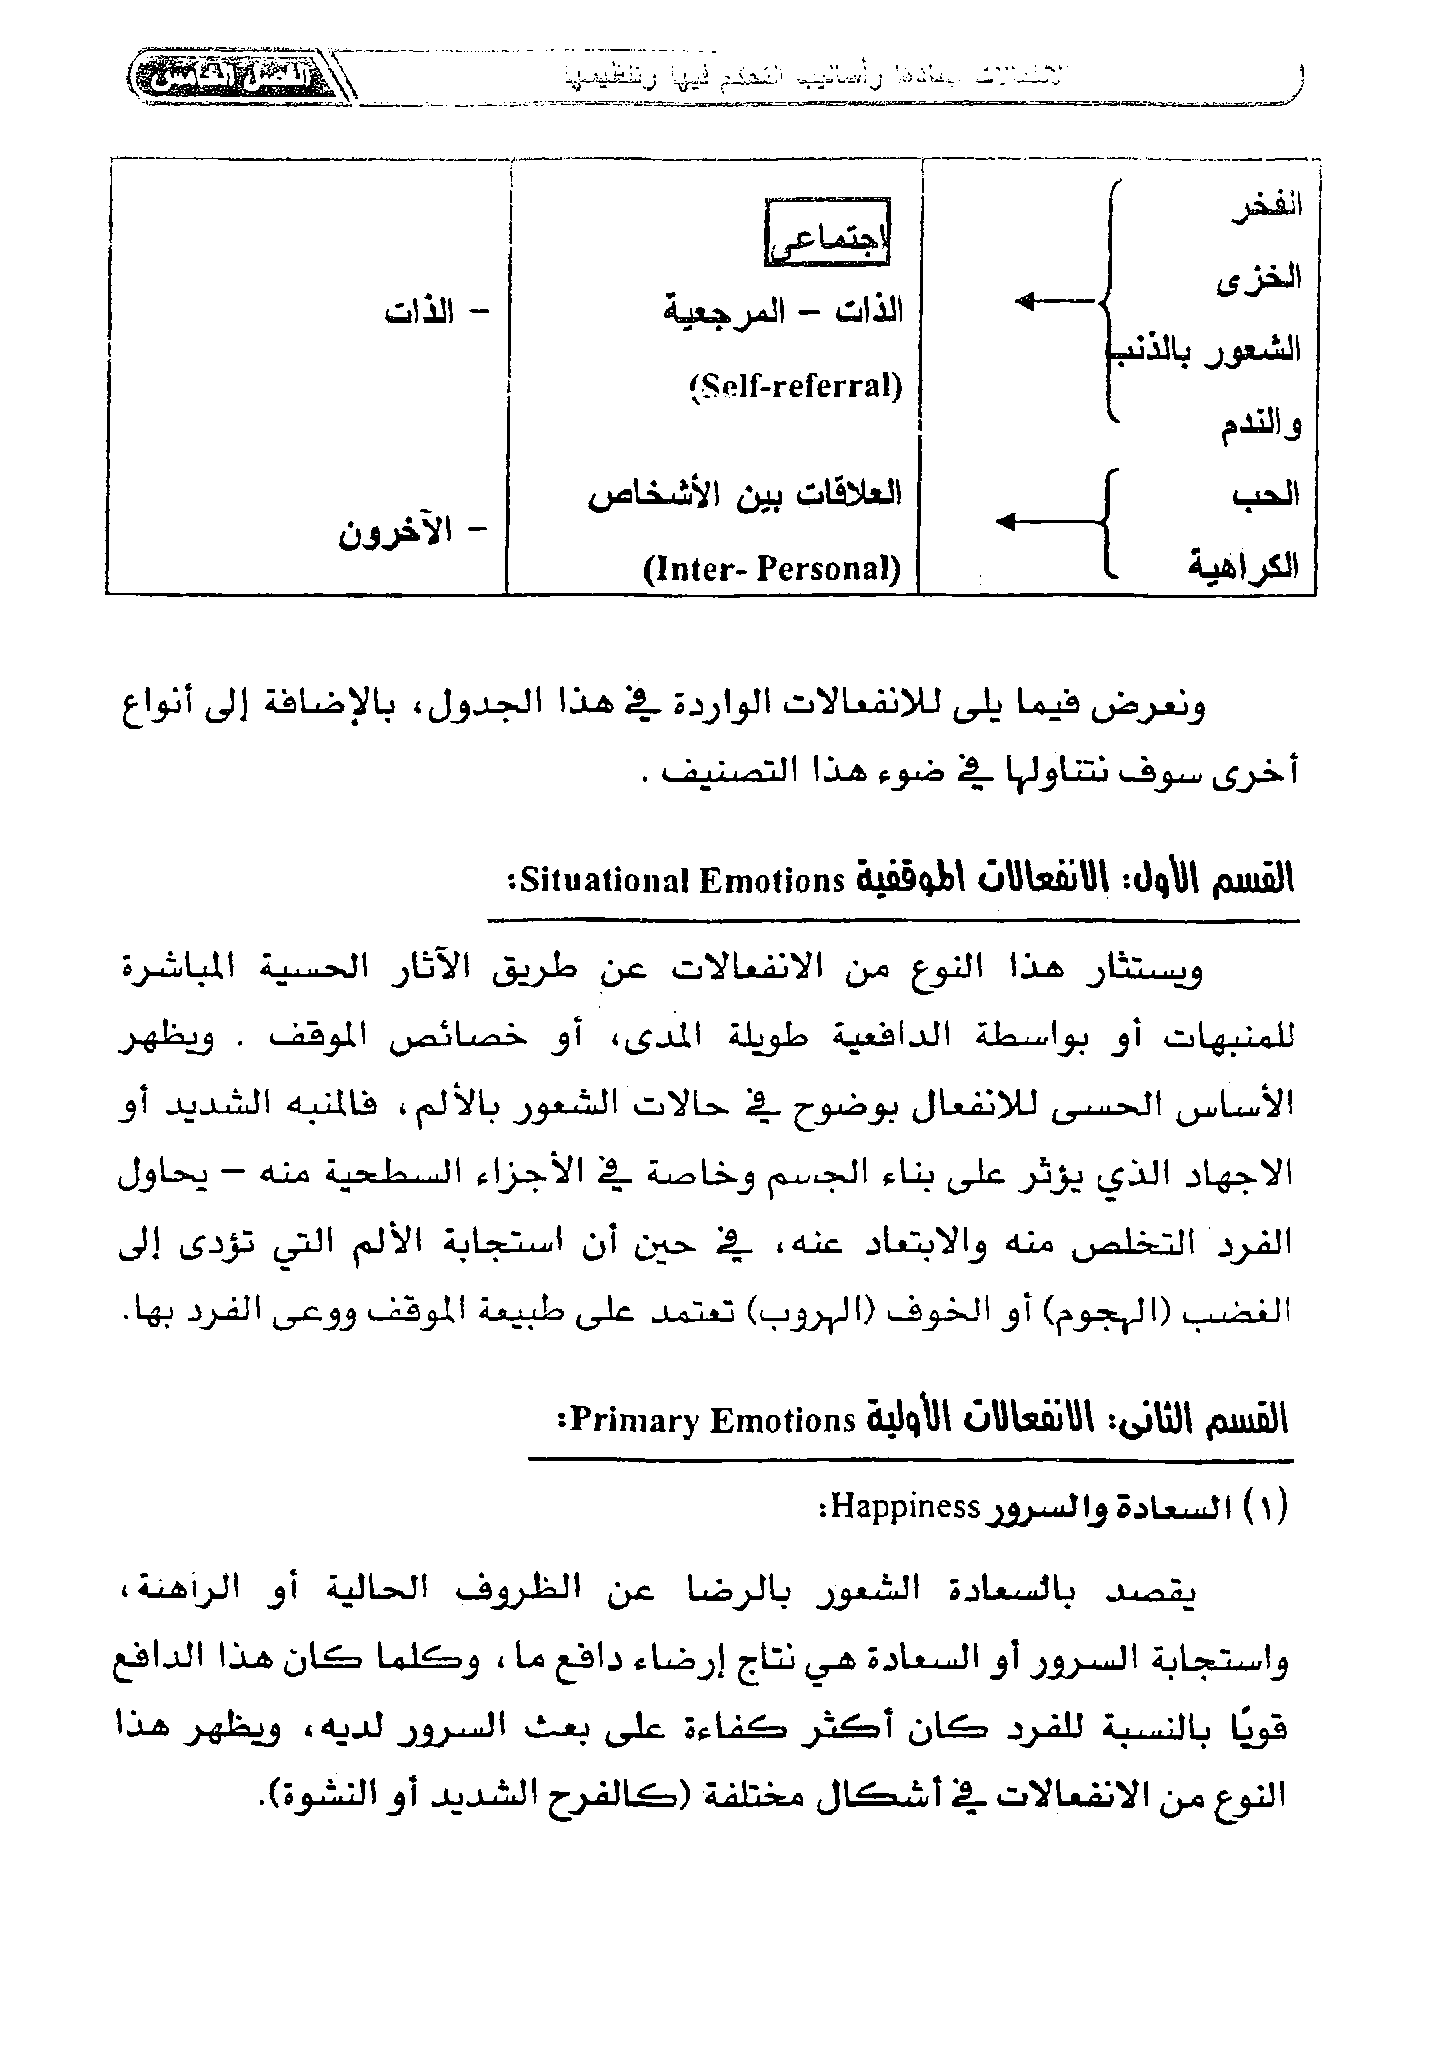 الفصل الخامس
الانفعالات أبعادها وأساليب التحكم فيها وتنظيمها
الفخر
الخزى
الشعور بالذنب
والندم
الحب
الكراهية
اجتماعى
الذات - المرجعية
(Self-referral)
العلاقات بين الأشخاص
(Inter- Personal)
- الذات
- الآخرون
ونعرض فيما يلى للانفعالات الواردة في هذا الجدول، بالإضافة إلى أنواع
أخرى سوف نتناولها في ضوء هذا التصنيف .
القسم الأول: الانفعالات الموقفية Situational Emotions:
ويستثار هذا النوع من الانفعالات عن طريق الآثار الحسية المباشرة
للمنبهات أو بواسطة الدافعية طويلة المدى، أو خصائص الموقف . ويظهر
الأساس الحسى للانفعال بوضوح في حالات الشعور بالألم، فالمنبه الشديد أو
الاجهاد الذي يؤثر على بناء الجسم وخاصة في الأجزاء السطحية منه – يحاول
الفرد التخلص منه والابتعاد عنه، في حين أن استجابة الألم التي تؤدى إلى
الغضب (الهجوم) أو الخوف (الهروب) تعتمد على طبيعة الموقف ووعى الفرد بها.
القسم الثانى: الانفعالات الأولية Primary Emotions:
(١) السعادة والسرور Happiness:
يقصد بالسعادة الشعور بالرضا عن الظروف الحالية أو الراهنة،
واستجابة السرور أو السعادة هي نتاج إرضاء دافع ما، وكلما كان هذا الدافع
قويًا بالنسبة للفرد كان أكثر كفاءة على بعث السرور لديه، ويظهر هذا
النوع من الانفعالات في أشكال مختلفة (كالفرح الشديد أو النشوة).